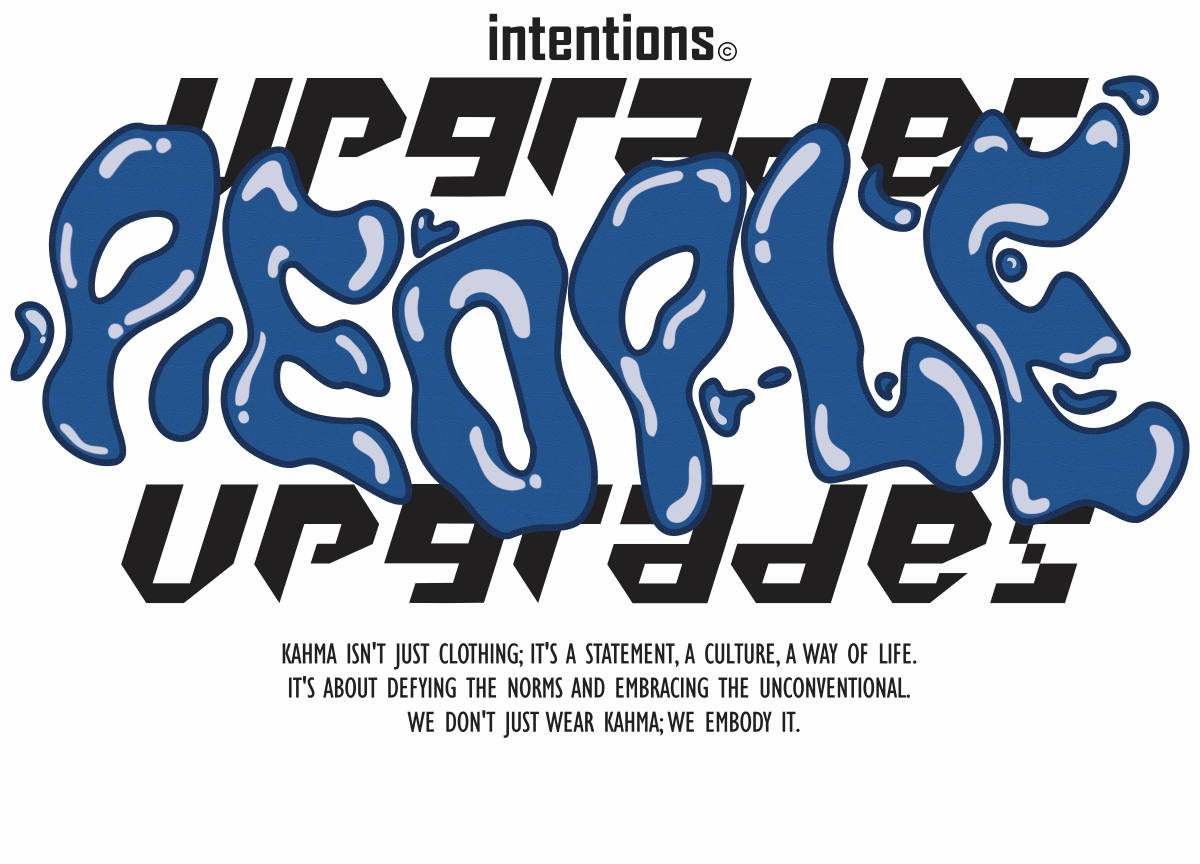 intentions©
upgrades
PEOPLE
upgrades
KAHMA ISN'T JUST CLOTHING; IT'S A STATEMENT, A CULTURE, A WAY OF LIFE.
IT'S ABOUT DEFYING THE NORMS AND EMBRACING THE UNCONVENTIONAL.
WE DON'T JUST WEAR KAHMA; WE EMBODY IT.